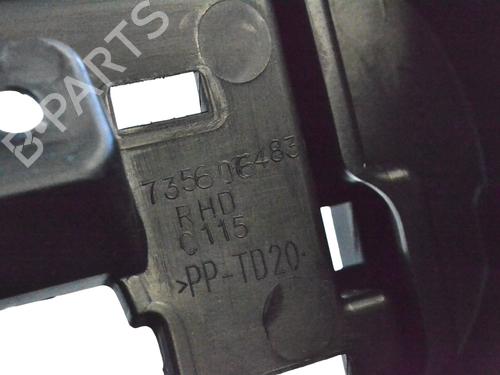 B-PARTS
735606483
RHD
C115
>PP-TD20<